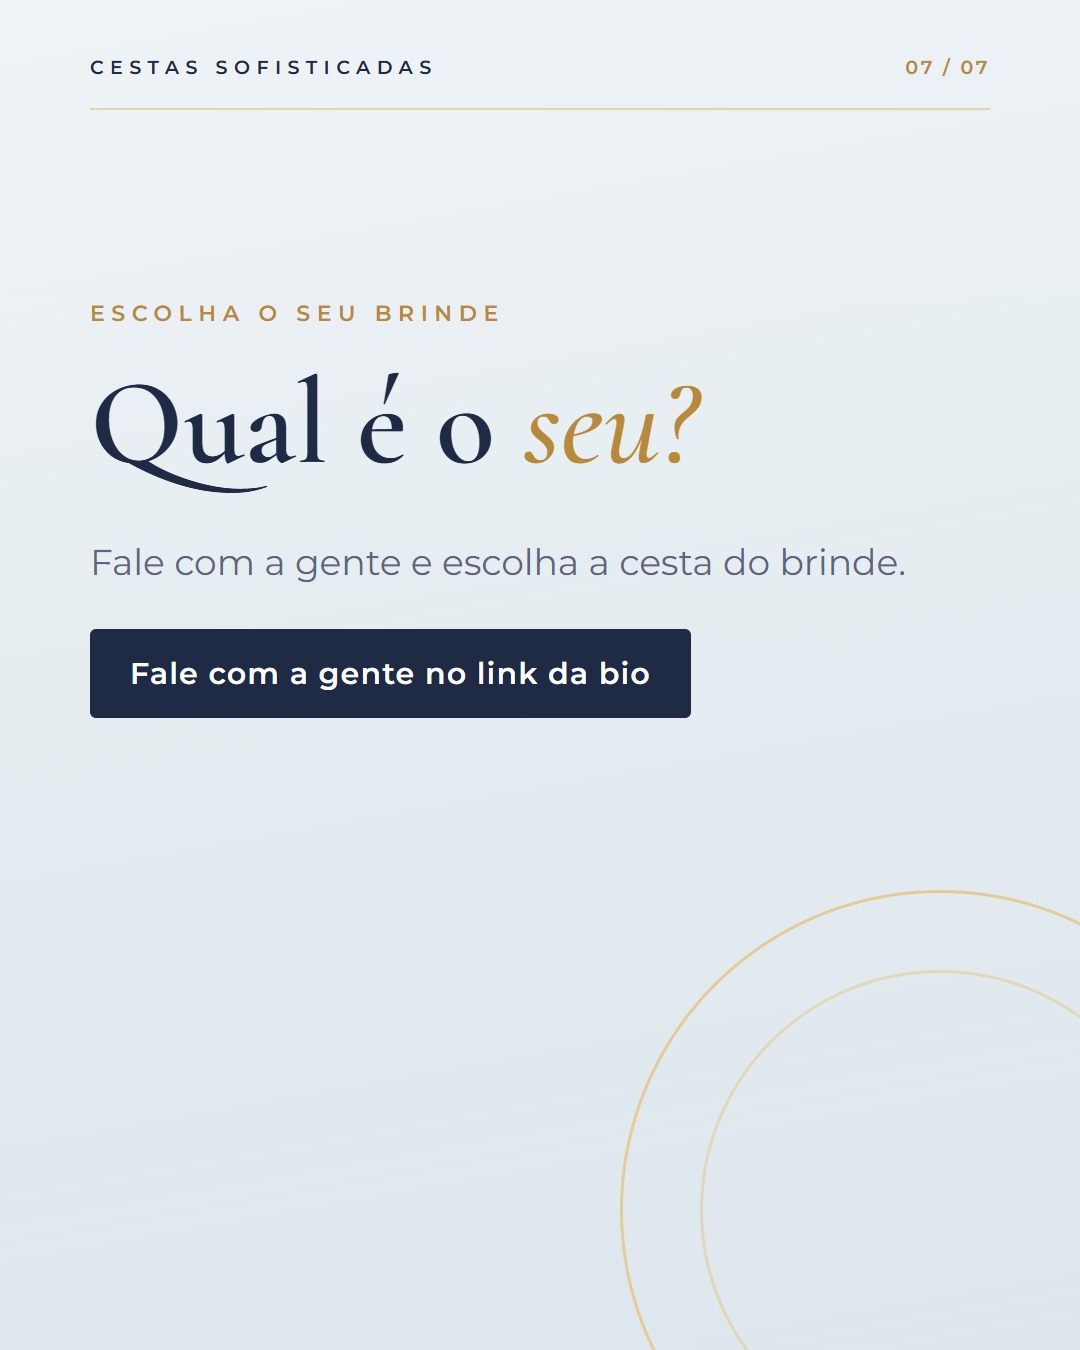 CESTAS SOFISTICADAS
07 / 07
ESCOLHA O SEU BRINDE
Qual é o seu?
Fale com a gente e escolha a cesta do brinde.
Fale com a gente no link da bio